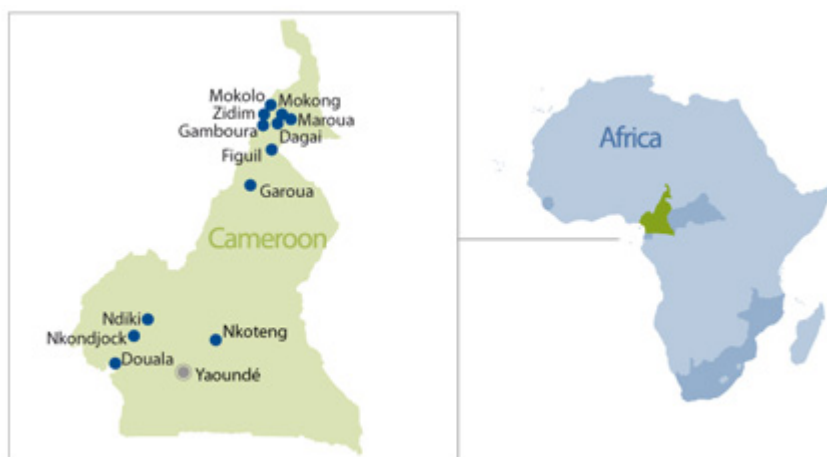 Mokolo
Mokong
Zidim
Maroua
Gamboura
Dagai
Figuil
Garoua
Cameroon
Ndiki
Nkondjock
Nkoteng
Douala
Yaoundé
Africa